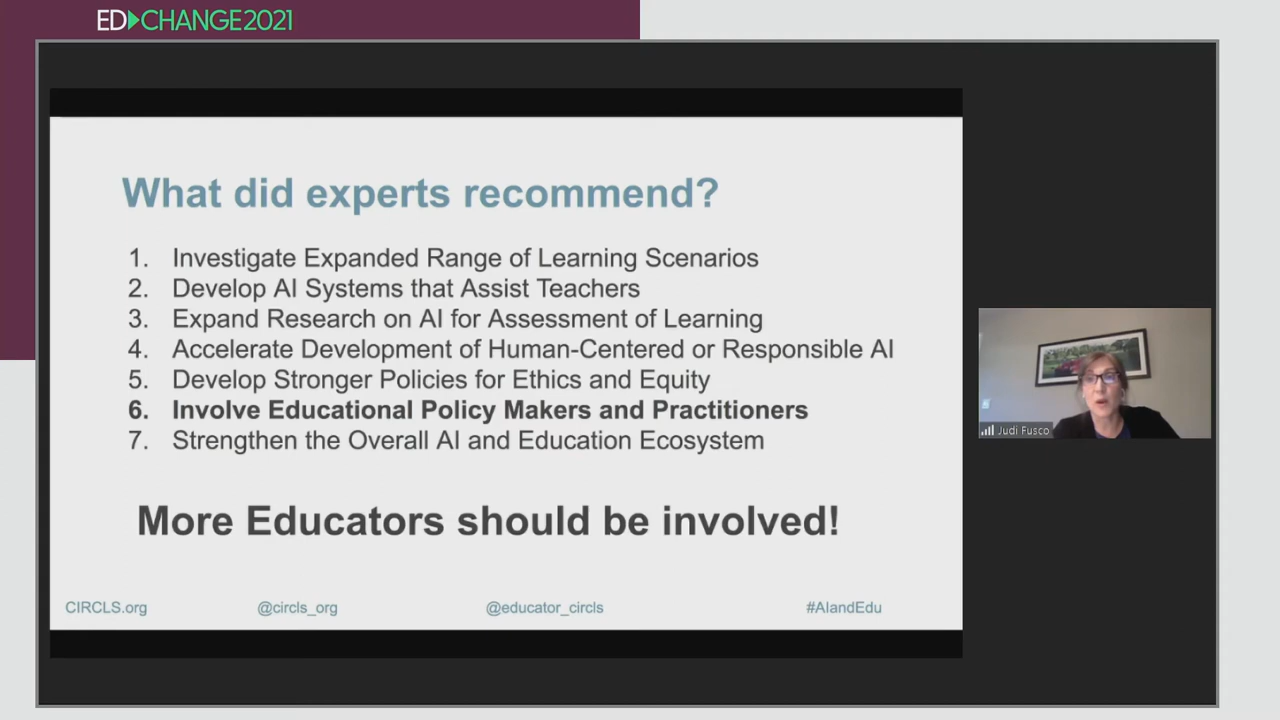 ED CHANGE2021
What did experts recommend?
1. Investigate Expanded Range of Learning Scenarios
2. Develop AI Systems that Assist Teachers
3. Expand Research on AI for Assessment of Learning
4. Accelerate Development of Human-Centered or Responsible AI
5. Develop Stronger Policies for Ethics and Equity
6. Involve Educational Policy Makers and Practitioners
7. Strengthen the Overall AI and Education Ecosystem
More Educators should be involved!
CIRCLS.org @circls_org @educator_circls #AIandEdu
Judi Fusco